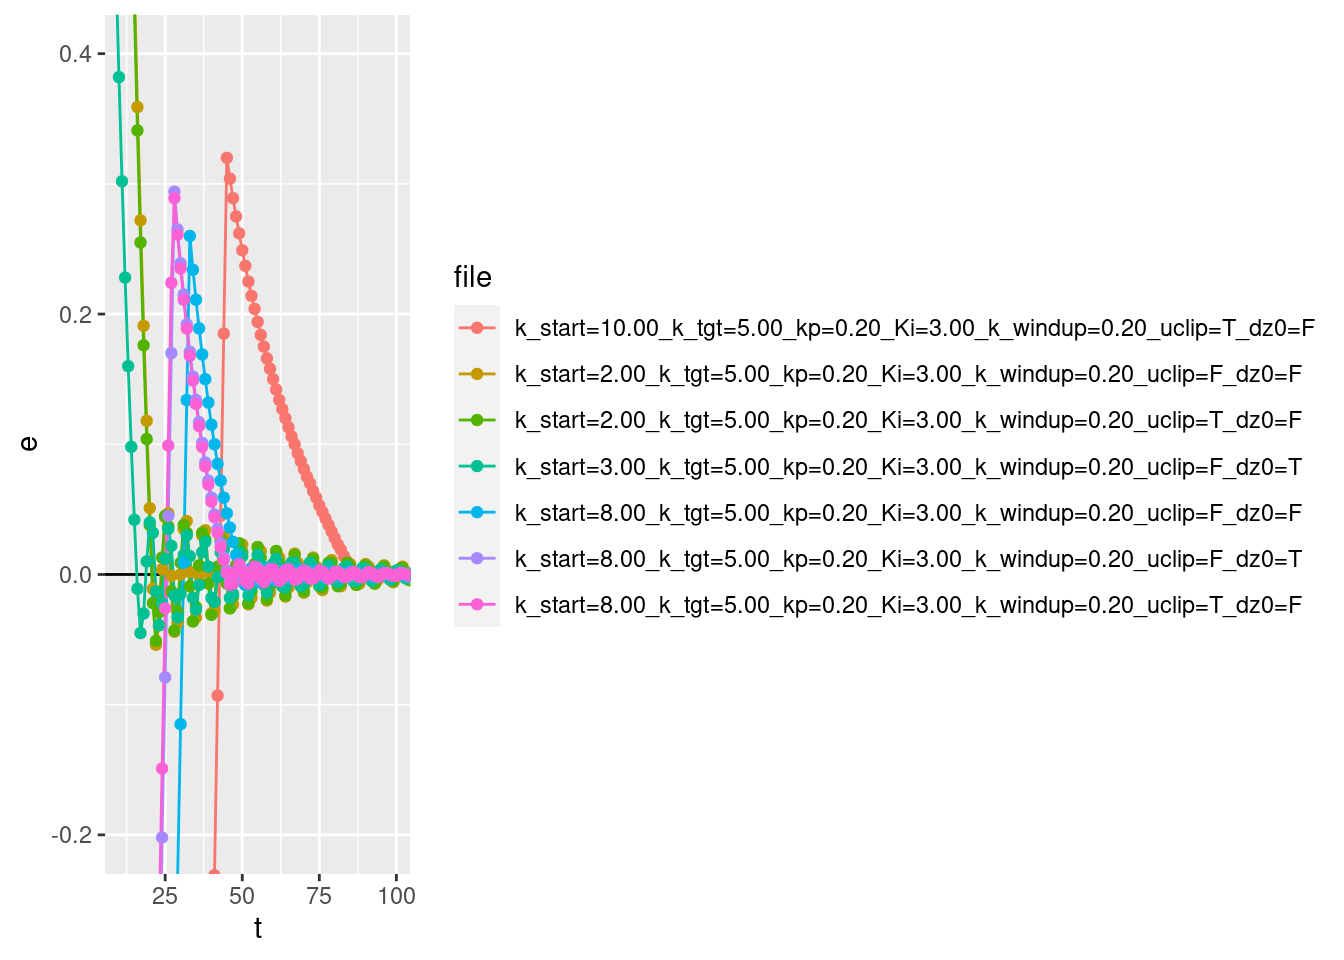 0.4
0.2
0.0
-0.2
e
25 50 75 100
t
file
k_start=10.00_k_tgt=5.00_kp=0.20_Ki=3.00_k_windup=0.20_uclip=T_dz0=F
k_start=2.00_k_tgt=5.00_kp=0.20_Ki=3.00_k_windup=0.20_uclip=F_dz0=F
k_start=2.00_k_tgt=5.00_kp=0.20_Ki=3.00_k_windup=0.20_uclip=T_dz0=F
k_start=3.00_k_tgt=5.00_kp=0.20_Ki=3.00_k_windup=0.20_uclip=F_dz0=T
k_start=8.00_k_tgt=5.00_kp=0.20_Ki=3.00_k_windup=0.20_uclip=F_dz0=F
k_start=8.00_k_tgt=5.00_kp=0.20_Ki=3.00_k_windup=0.20_uclip=F_dz0=T
k_start=8.00_k_tgt=5.00_kp=0.20_Ki=3.00_k_windup=0.20_uclip=T_dz0=F